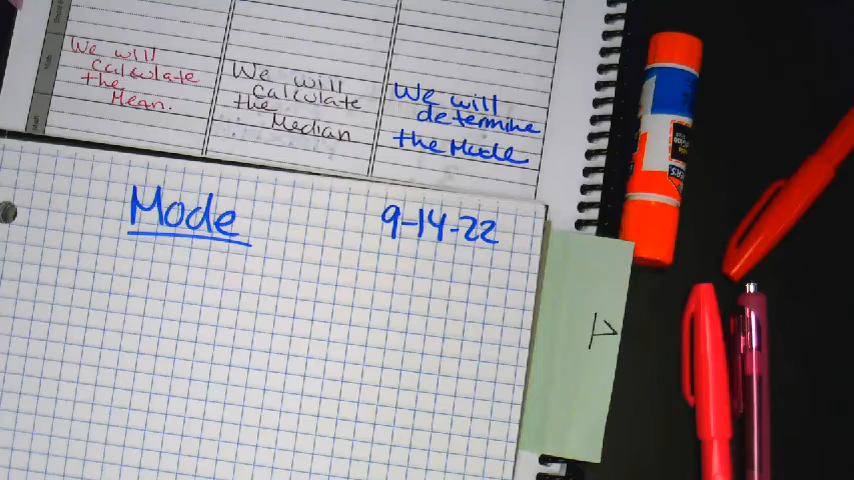 We will
calculate
the
Mean.
We will
Calculate
the
Median
We will
determine
the Mode
Mode
9-14-22